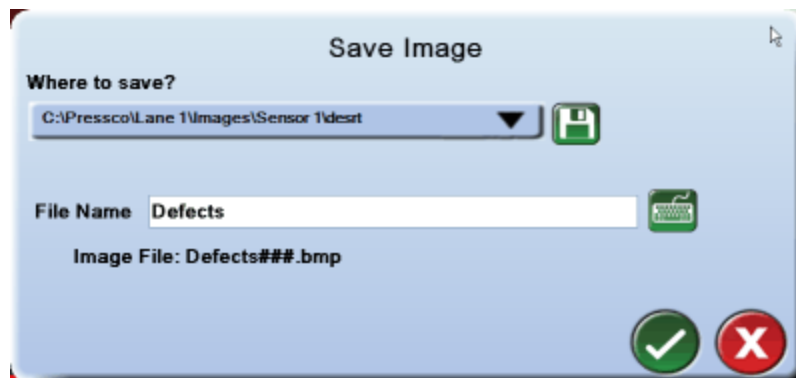 Save Image
Where to save?
C:\Pressco\Lane 1\Images\Sensor 1\desrt
File Name Defects
Image File: Defects###.bmp